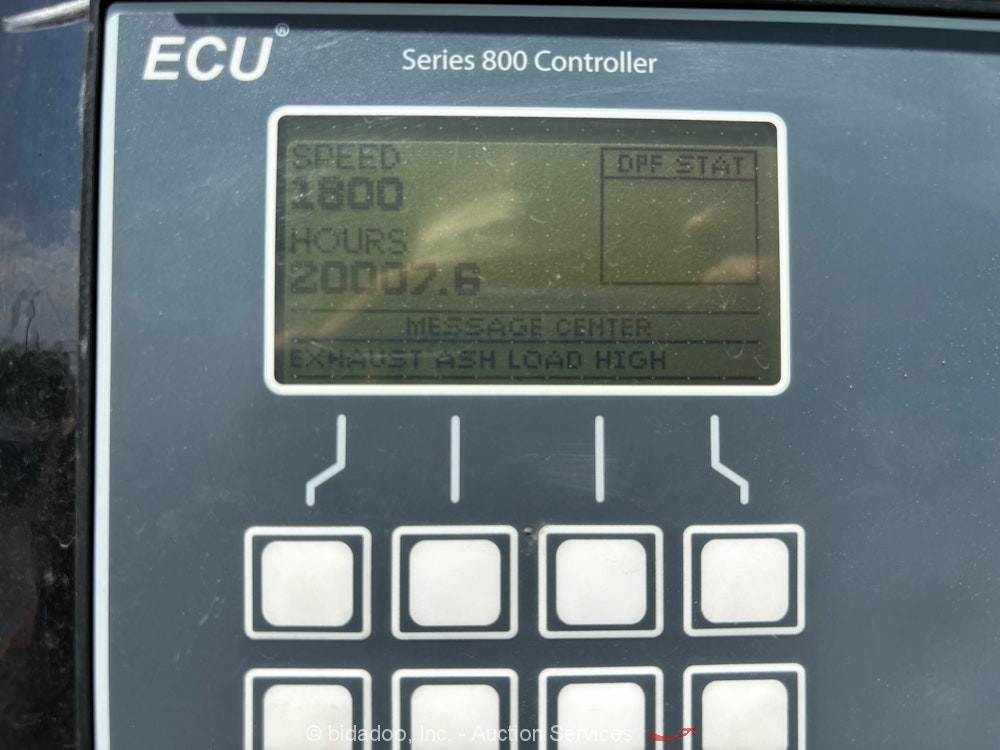 ECU®
Series 800 Controller
SPEED
1800
DPF STAT
HOURS
20007.6
MESSAGE CENTER
EXHAUST ASH LOAD HIGH
© bidadoo, Inc. - Auction Services